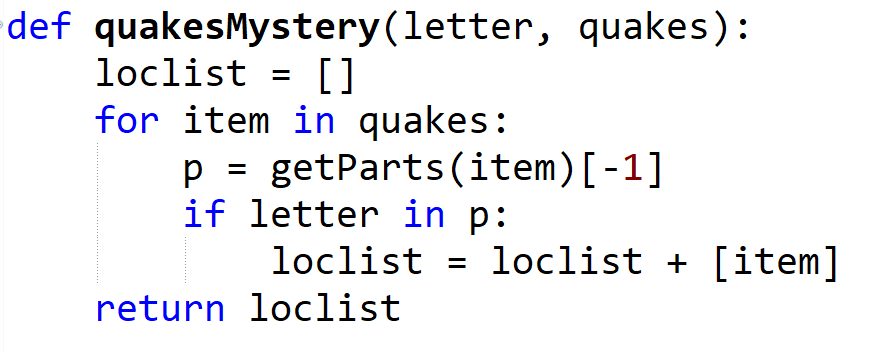 def quakesMystery(letter, quakes):
    loclist = []
    for item in quakes:
        p = getParts(item)[-1]
        if letter in p:
            loclist = loclist + [item]
    return loclist